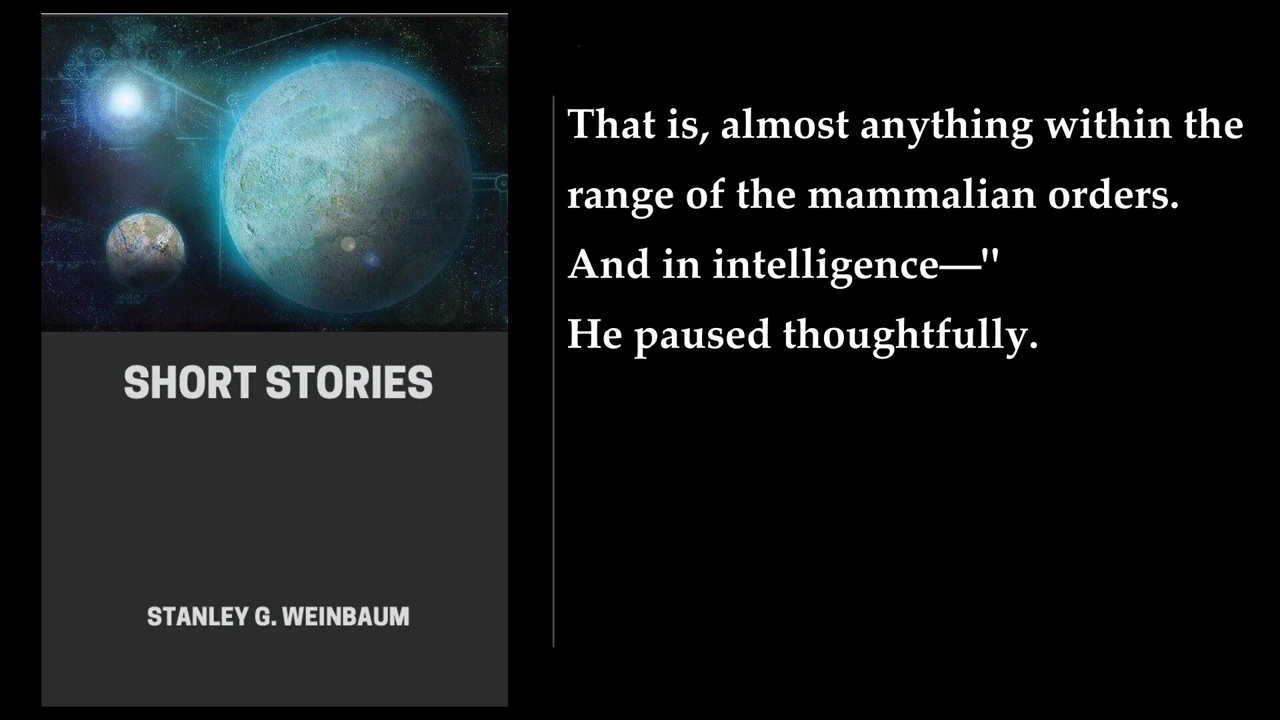 SHORT STORIES
STANLEY G. WEINBAUM
That is, almost anything within the
range of the mammalian orders.
And in intelligence—"
He paused thoughtfully.